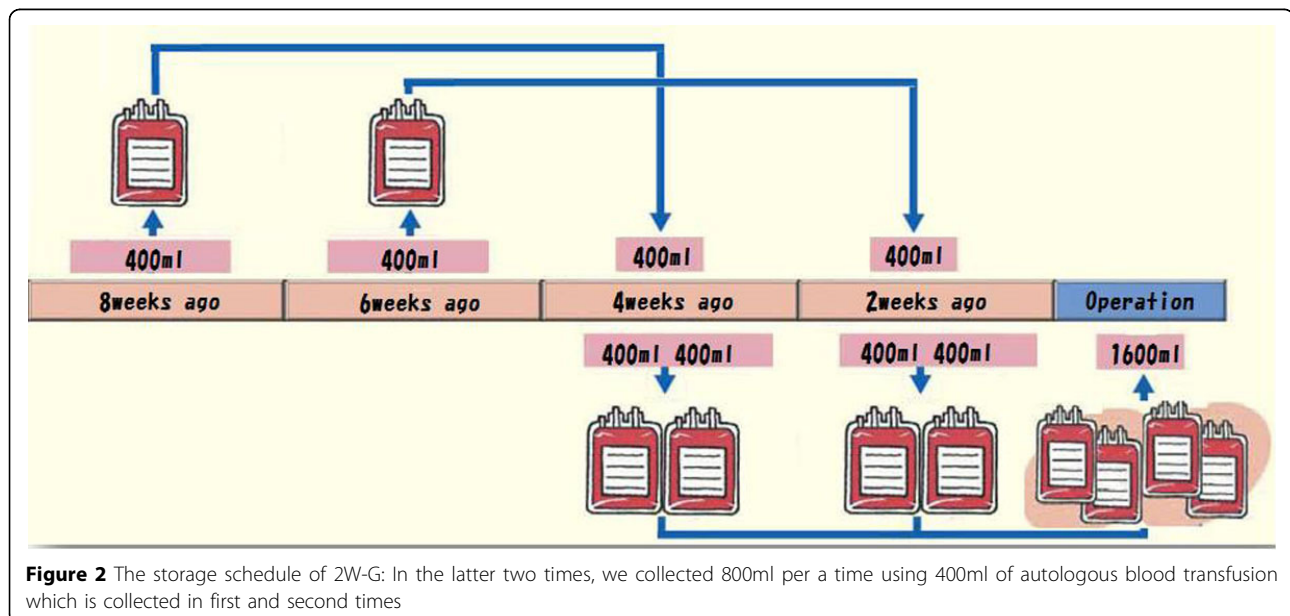 400ml 400ml 400ml 400ml
8weeks ago 6weeks ago 4weeks ago 2weeks ago Operation
400ml 400ml 400ml 400ml 1600ml
Figure 2 The storage schedule of 2W-G: In the latter two times, we collected 800ml per a time using 400ml of autologous blood transfusion
which is collected in first and second times